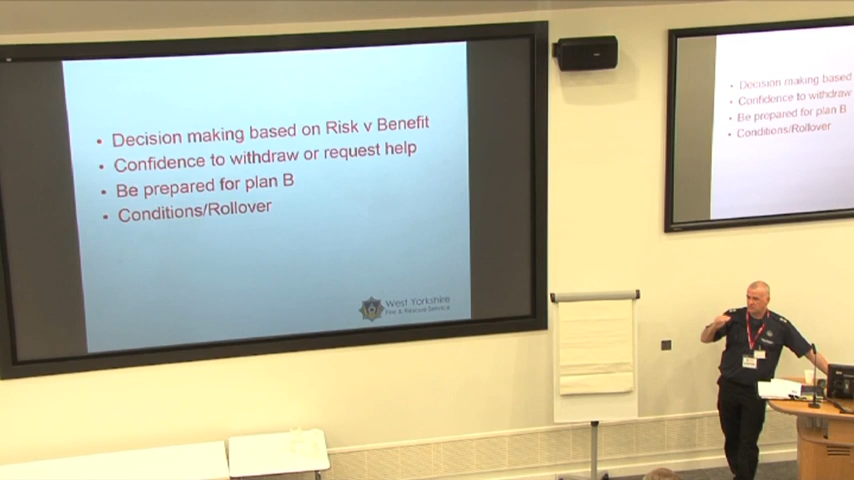 • Decision making based on Risk v Benefit
• Confidence to withdraw or request help
• Be prepared for plan B
• Conditions/Rollover
West Yorkshire
Fire & Rescue Service
• Decision making based
• Confidence to withdraw
• Be prepared for plan B
• Conditions/Rollover